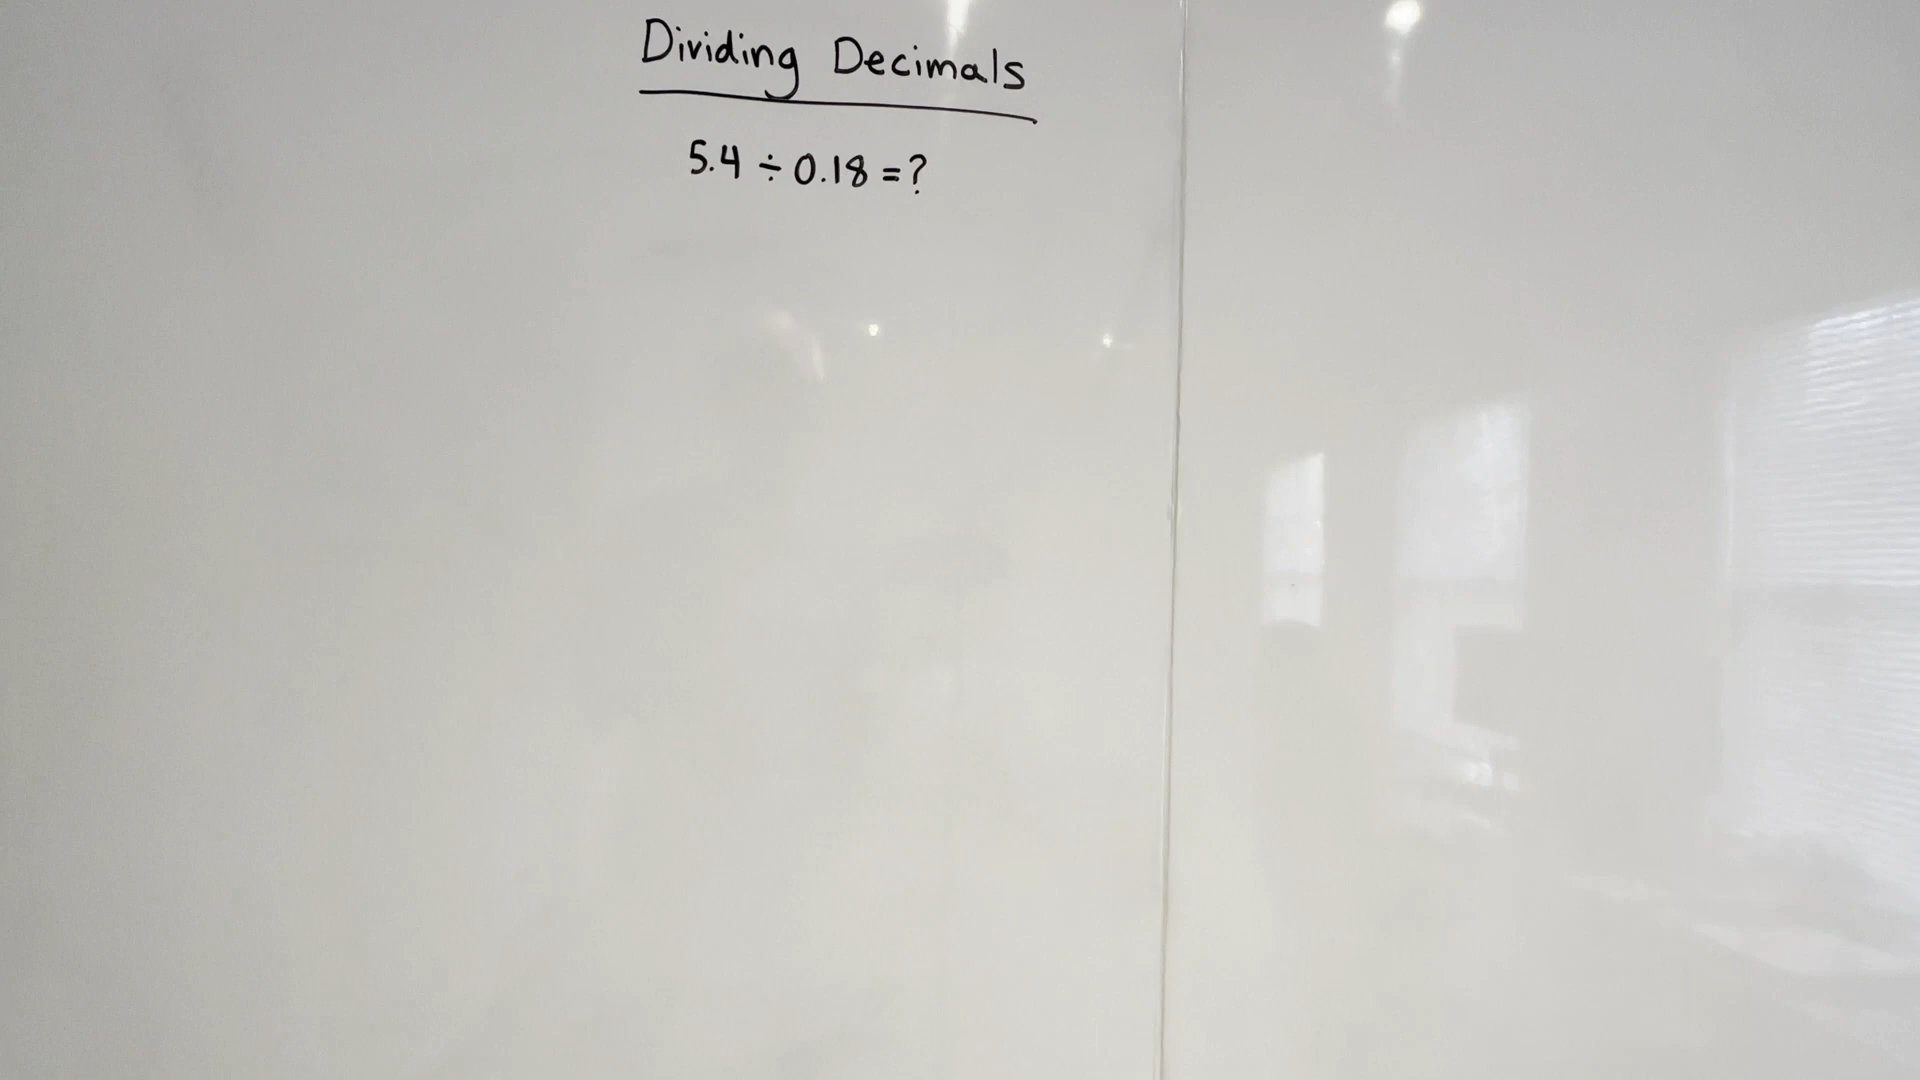 Dividing Decimals
5.4 ÷ 0.18 = ?